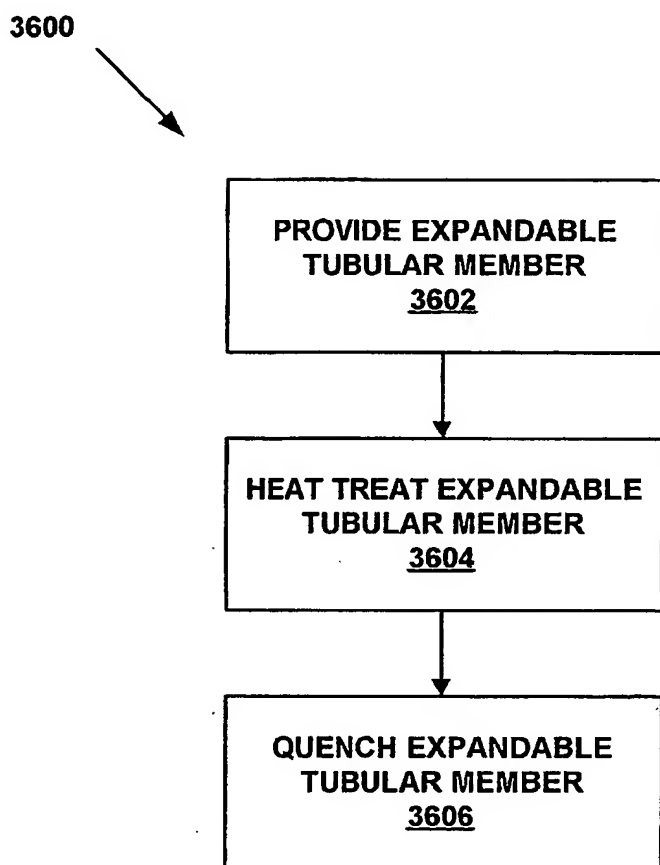 3600
PROVIDE EXPANDABLE
TUBULAR MEMBER
3602
HEAT TREAT EXPANDABLE
TUBULAR MEMBER
3604
QUENCH EXPANDABLE
TUBULAR MEMBER
3606